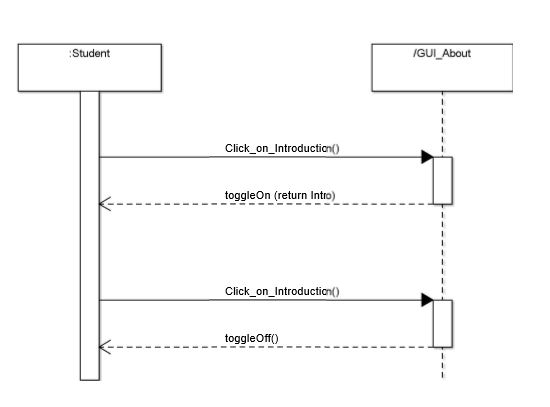 :Student
/GUI_About
Click_on_Introduction()
toggleOn (return Intro)
Click_on_Introduction()
toggleOff()